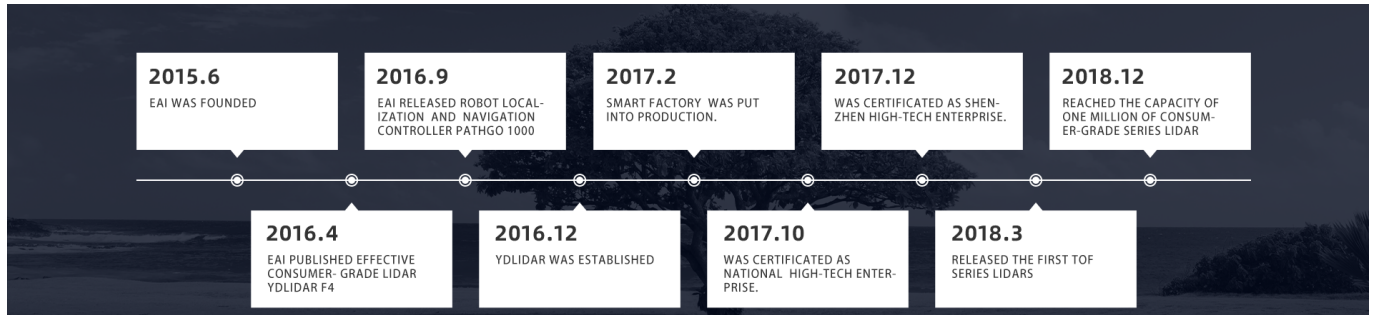 2015.6
EAI WAS FOUNDED
2016.4
EAI PUBLISHED EFFECTIVE
CONSUMER- GRADE LIDAR
YDLIDAR F4
2016.9
EAI RELEASED ROBOT LOCAL-
IZATION AND NAVIGATION
CONTROLLER PATHGO 1000
2016.12
YDLIDAR WAS ESTABLISHED
2017.2
SMART FACTORY WAS PUT
INTO PRODUCTION.
2017.10
WAS CERTIFICATED AS
NATIONAL HIGH-TECH ENTER-
PRISE.
2017.12
WAS CERTIFICATED AS SHEN-
ZHEN HIGH-TECH ENTERPRISE.
2018.3
RELEASED THE FIRST TOF
SERIES LIDARS
2018.12
REACHED THE CAPACITY OF
ONE MILLION OF CONSUM-
ER-GRADE SERIES LIDAR